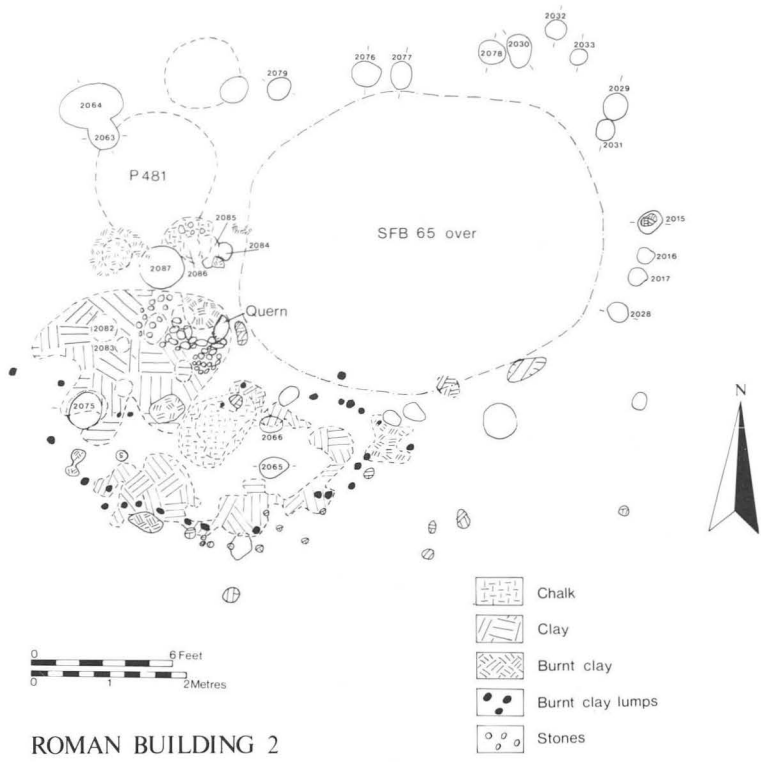 2032
2076
2077
2078
2030
2033
2079
2029
2064
2063
2031
P 481
2085
2015
SFB 65 over
2084
2016
2087
2086
2017
Quern
2028
2082
2083
2075
N
2066
2065
Chalk
Clay
0
6 Feet
Burnt clay
0
1
2 Metres
Burnt clay lumps
Stones
ROMAN BUILDING 2